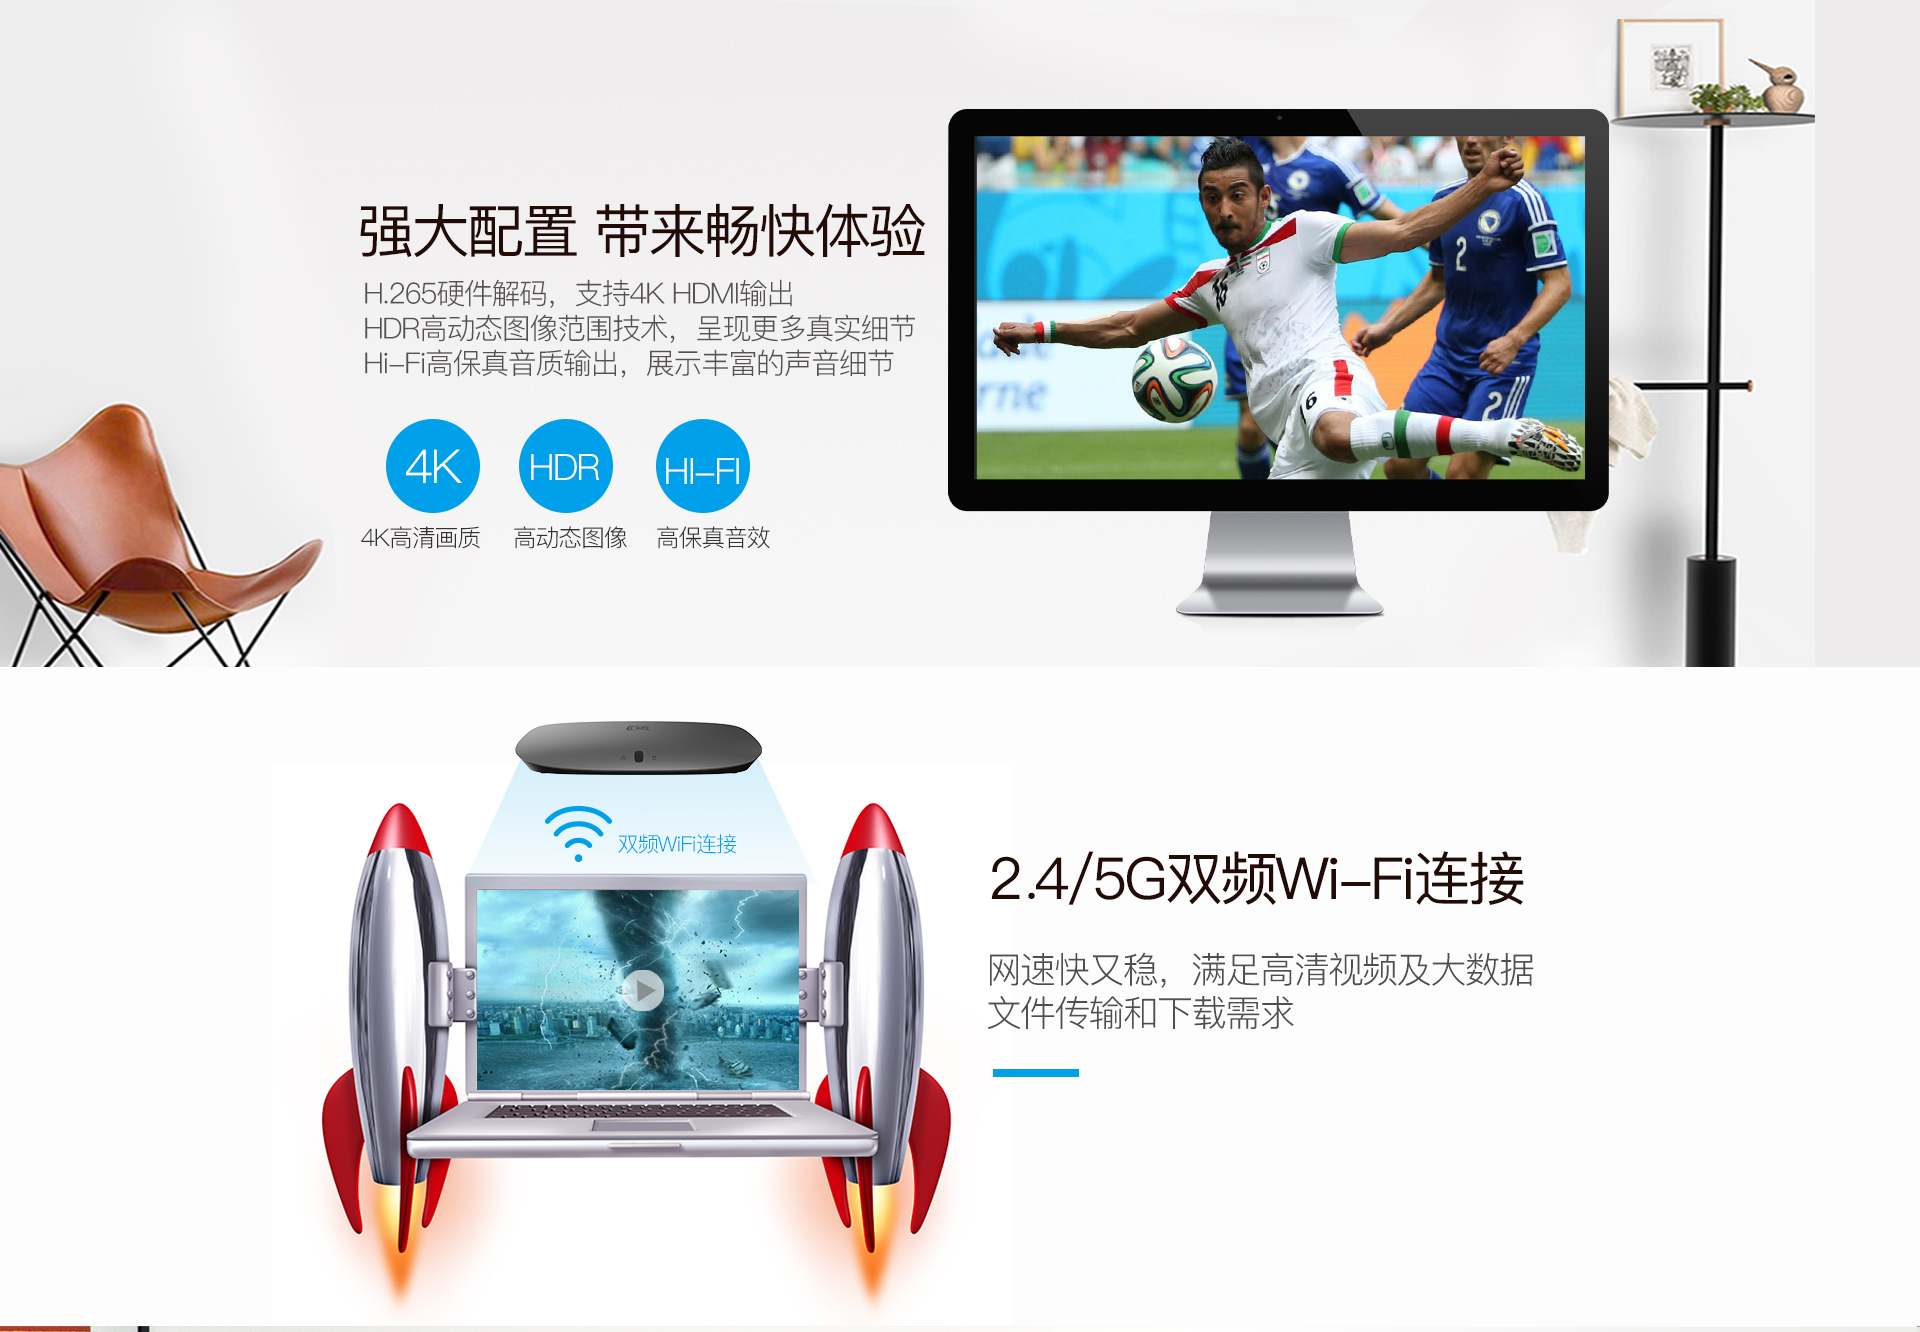 强大配置 带来畅快体验
H.265硬件解码，支持4K HDMI输出
HDR高动态图像范围技术，呈现更多真实细节
Hi-Fi高保真音质输出，展示丰富的声音细节
4K
HDR
HI-FI
4K高清画质
高动态图像
高保真音效
16
6
2
2
rne
双频WiFi连接
2.4/5G双频Wi-Fi连接
网速快又稳，满足高清视频及大数据
文件传输和下载需求